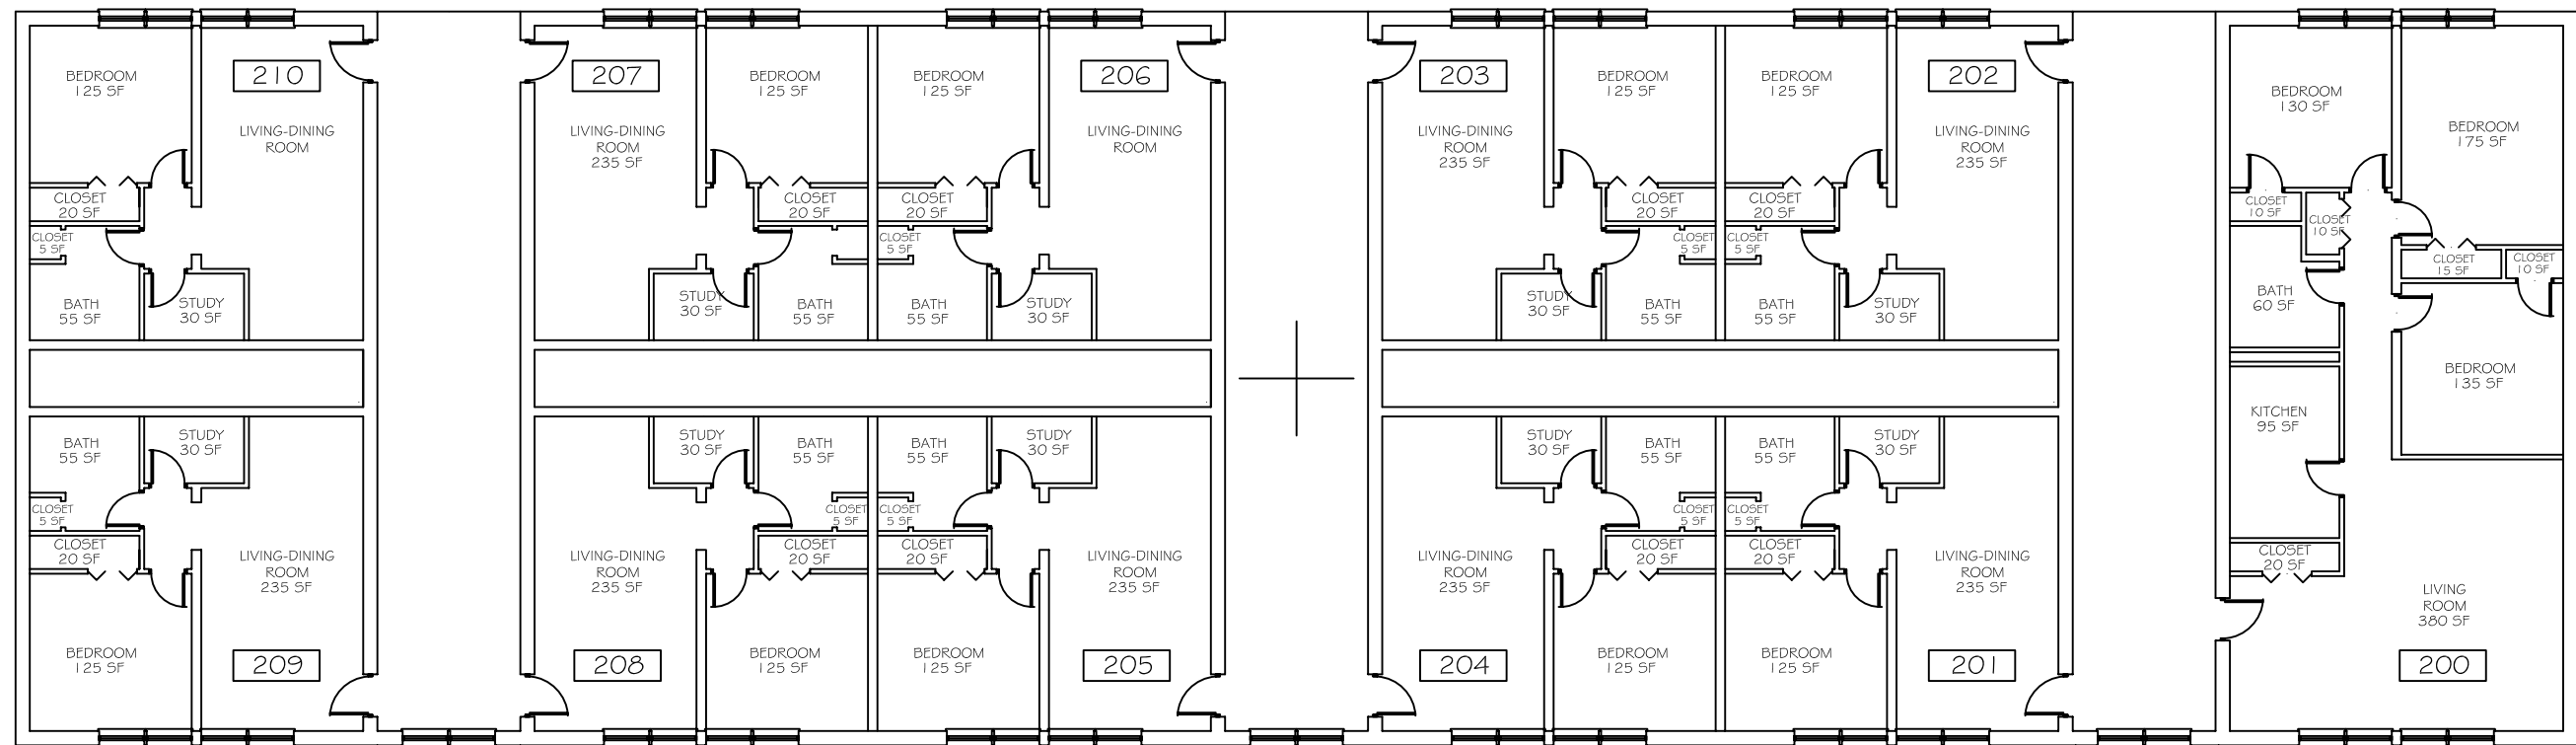 BEDROOM
125 SF
210
LIVING-DINING
ROOM
CLOSET
20 SF
CLOSET
5 SF
BATH
55 SF
STUDY
30 SF
207
LIVING-DINING
ROOM
235 SF
BEDROOM
125 SF
CLOSET
20 SF
STUDY
30 SF
BATH
55 SF
BEDROOM
125 SF
206
LIVING-DINING
ROOM
CLOSET
20 SF
CLOSET
5 SF
BATH
55 SF
STUDY
30 SF
203
LIVING-DINING
ROOM
235 SF
BEDROOM
125 SF
CLOSET
20 SF
CLOSET
5 SF
STUDY
30 SF
BATH
55 SF
BEDROOM
125 SF
202
LIVING-DINING
ROOM
235 SF
CLOSET
20 SF
CLOSET
5 SF
BATH
55 SF
STUDY
30 SF
BEDROOM
130 SF
BEDROOM
175 SF
CLOSET
10 SF
CLOSET
10 SF
CLOSET
15 SF
CLOSET
10 SF
BATH
60 SF
BEDROOM
135 SF
KITCHEN
95 SF
CLOSET
20 SF
LIVING
ROOM
380 SF
200
BATH
55 SF
STUDY
30 SF
CLOSET
5 SF
CLOSET
20 SF
LIVING-DINING
ROOM
235 SF
BEDROOM
125 SF
209
STUDY
30 SF
BATH
55 SF
CLOSET
5 SF
LIVING-DINING
ROOM
235 SF
CLOSET
20 SF
208
BEDROOM
125 SF
BATH
55 SF
STUDY
30 SF
CLOSET
5 SF
CLOSET
20 SF
LIVING-DINING
ROOM
235 SF
BEDROOM
125 SF
205
STUDY
30 SF
BATH
55 SF
CLOSET
5 SF
LIVING-DINING
ROOM
235 SF
CLOSET
20 SF
204
BEDROOM
125 SF
BATH
55 SF
STUDY
30 SF
CLOSET
5 SF
CLOSET
20 SF
LIVING-DINING
ROOM
235 SF
BEDROOM
125 SF
201